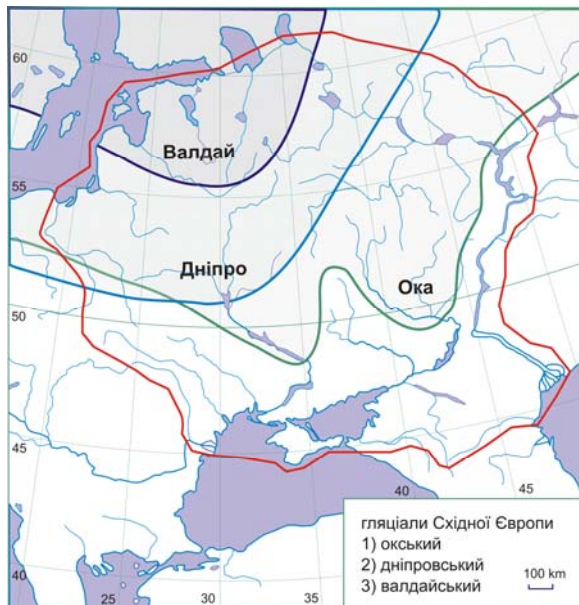 60
Валдай
55
Дніпро
Ока
50
45
40
45
40
25
30
35
гляціали Східної Європи
1) окський
2) дніпровський
3) валдайський
100 km